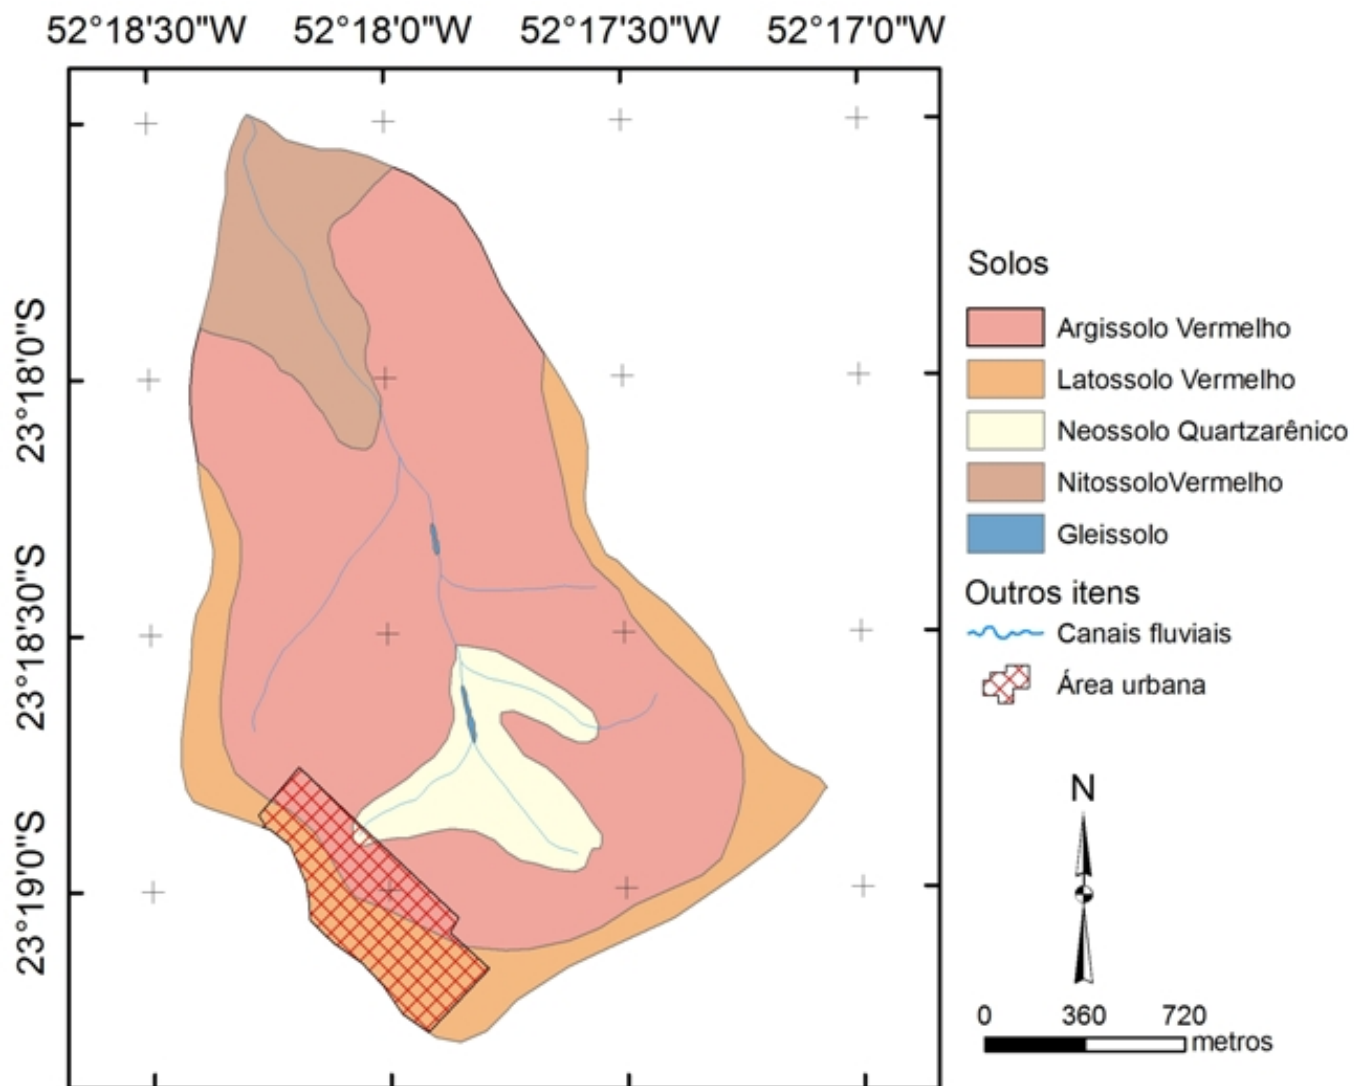 52°18'30"W 52°18'0"W 52°17'30"W 52°17'0"W
23°18'0"S
23°18'30"S
23°19'0"S
Solos
Argissolo Vermelho
Latossolo Vermelho
Neossolo Quartzarênico
NitossoloVermelho
Gleissolo
Outros itens
Canais fluviais
Área urbana
N
0 360 720
metros